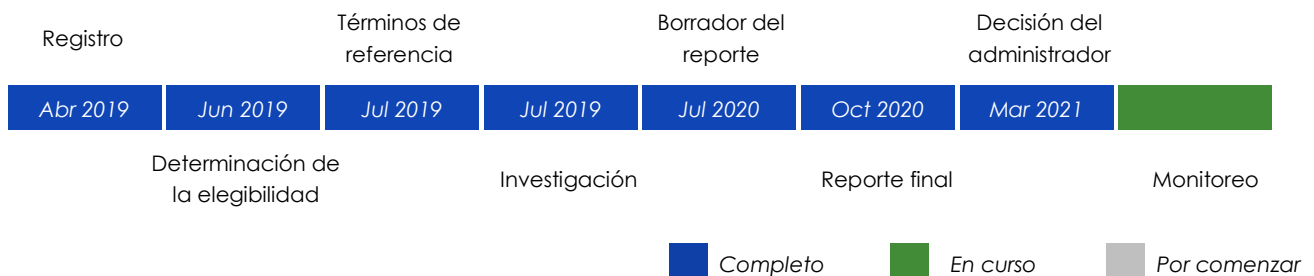 Registro
Términos de
referencia
Borrador del
reporte
Decisión del
administrador
Abr 2019
Jun 2019
Jul 2019
Jul 2019
Jul 2020
Oct 2020
Mar 2021
Determinación de
la elegibilidad
Investigación
Reporte final
Monitoreo
Completo
En curso
Por comenzar